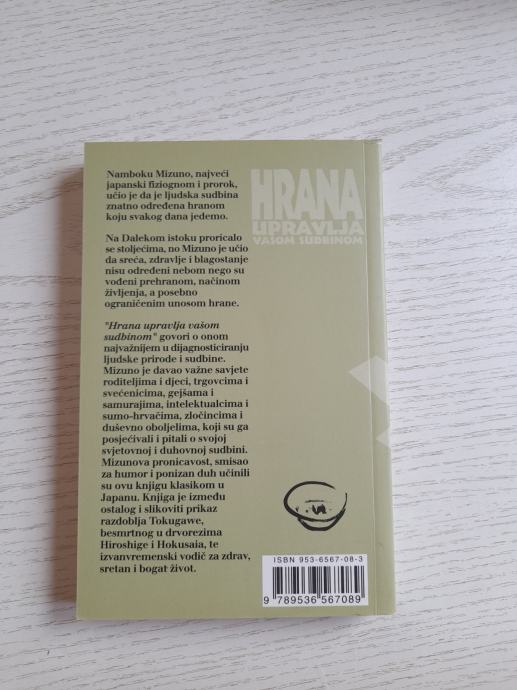 Namboku Mizuno, najveći
japanski fiziognom i prorok,
učio je da je ljudska sudbina
znatno određena hranom
koju svakog dana jedemo.
Na Dalekom istoku proricalo
se stoljećima, no Mizuno je učio
da sreća, zdravlje i blagostanje
nisu određeni nebom nego su
vođeni prehranom, načinom
življenja, a posebno
ograničenim unosom hrane.
"Hrana upravlja vašom
sudbinom" govori o onom
najvažnijem u dijagnosticiranju
ljudske prirode i sudbine.
Mizuno je davao važne savjete
roditeljima i djeci, trgovcima i
svećenicima, gejšama i
samurajima, intelektualcima i
sumo-hrvačima, zločincima i
duševno oboljelima, koji su ga
posjećivali i pitali o svojoj
svjetovnoj i duhovnoj sudbini.
Mizunova pronicavost, smisao
za humor i ponizan duh učinili
su ovu knjigu klasikom u
Japanu. Knjiga je između
ostalog i slikoviti prikaz
razdoblja Tokugawe,
besmrtnog u drvorezima
Hiroshige i Hokusaia, te
izvanvremenski vodič za zdrav,
sretan i bogat život.
HRANA
UPRAVLJA
VAŠOM SUDBINOM
ISBN 953-6567-08-3
9 789536 567089